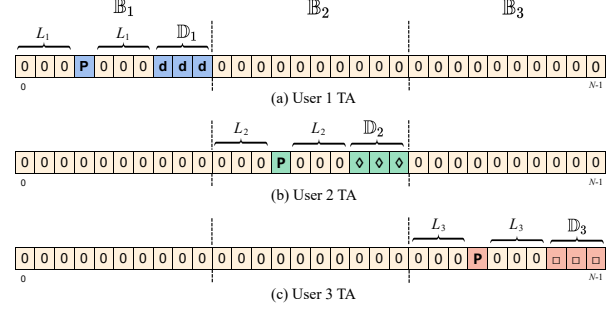 𝔹₁ 𝔹₂ 𝔹₃
L₁ L₁ 𝔻₁
0 0 0 P 0 0 0 d d d 0 0 0 0 0 0 0 0 0 0 0 0 0 0 0 0 0 0 0 0
0 N-1
(a) User 1 TA
L₂ L₂ 𝔻₂
0 0 0 0 0 0 0 0 0 0 0 0 0 P 0 0 0 ◊ ◊ ◊ 0 0 0 0 0 0 0 0 0 0
0 N-1
(b) User 2 TA
L₃ L₃ 𝔻₃
0 0 0 0 0 0 0 0 0 0 0 0 0 0 0 0 0 0 0 0 0 0 0 P 0 0 0 □ □ □
0 N-1
(c) User 3 TA